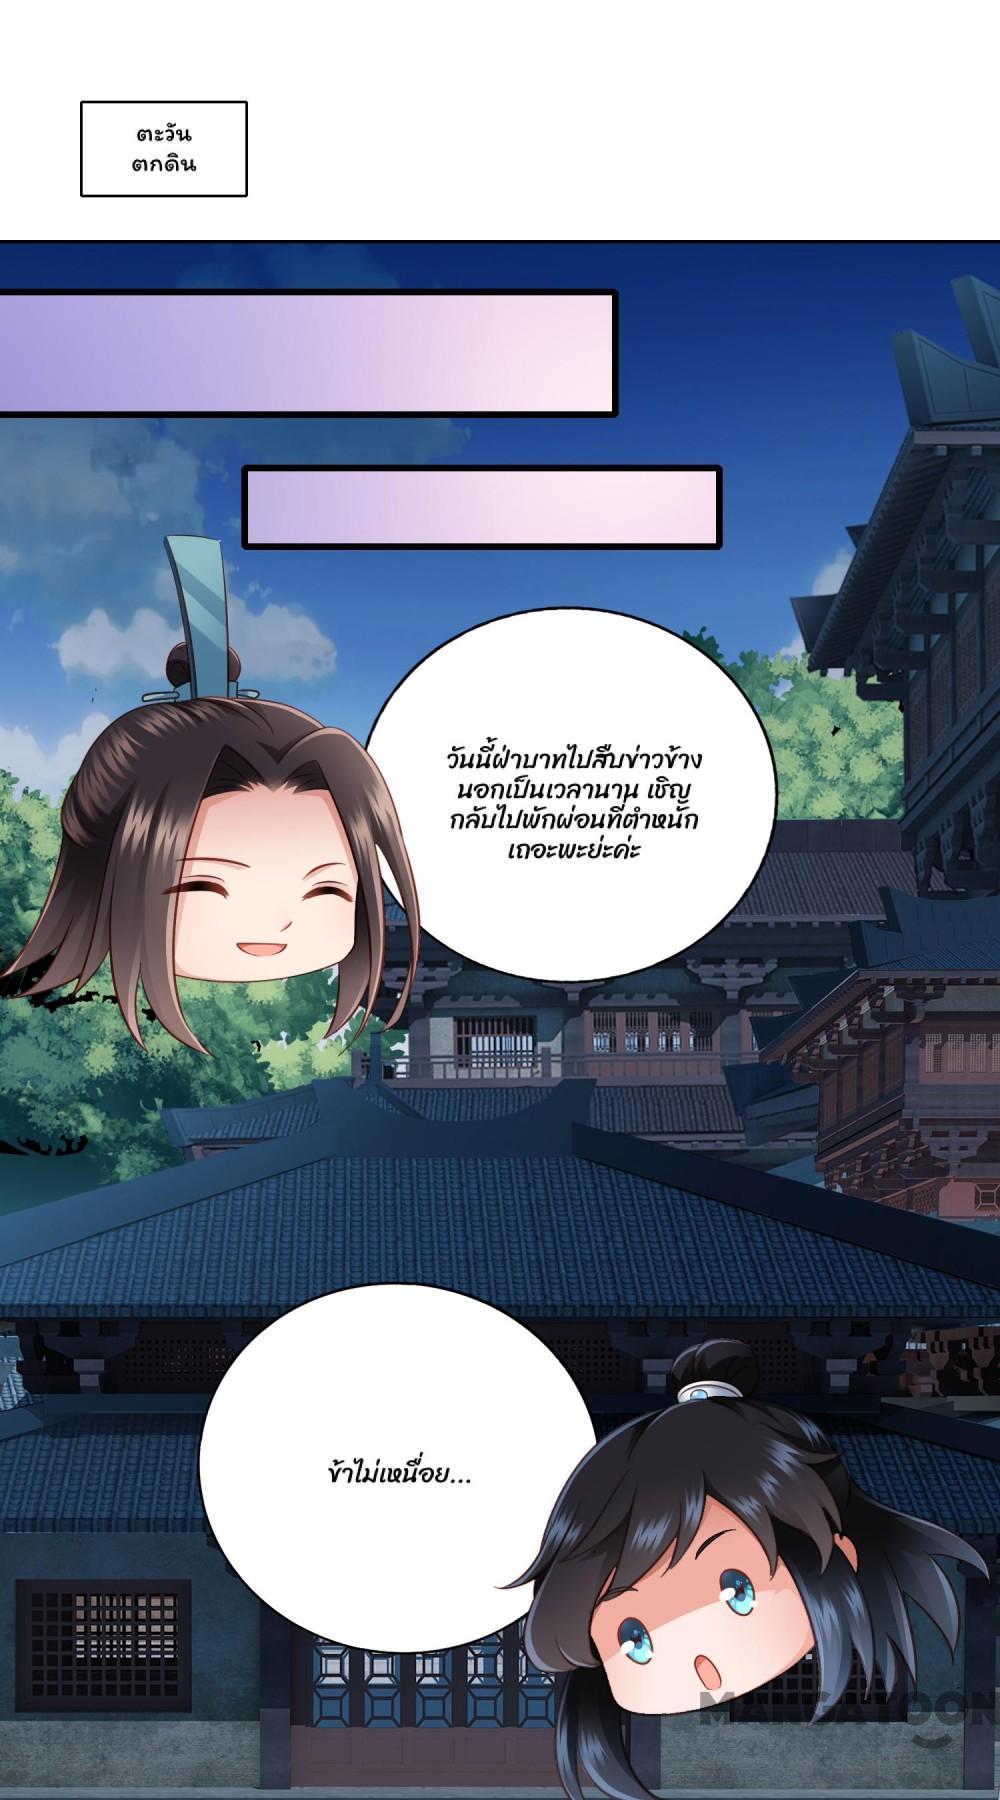 ตะวัน
ตกดิน
วันนี้ฝ่าบาทไปสืบข่าวข้าง
นอกเป็นเวลานาน เชิญ
กลับไปพักผ่อนที่ตำหนัก
เถอะพะย่ะค่ะ
ข้าไม่เหนื่อย...
MANGATOON